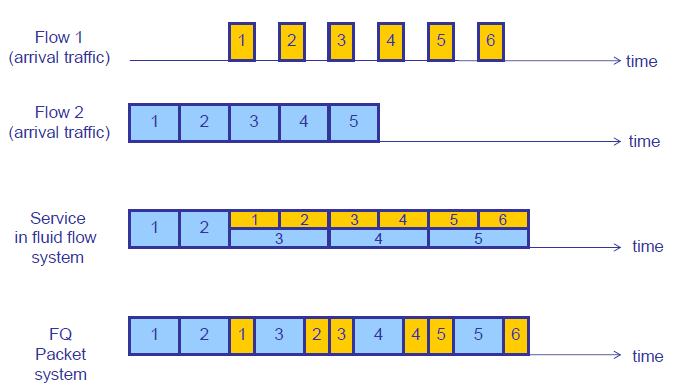 Flow 1
(arrival traffic)
1 2 3 4 5 6
time
Flow 2
(arrival traffic)
1 2 3 4 5
time
Service
in fluid flow
system
1 2 1 2 3 4 5 6
3 4 5
time
FQ
Packet
system
1 2 1 3 2 3 4 4 5 5 6
time